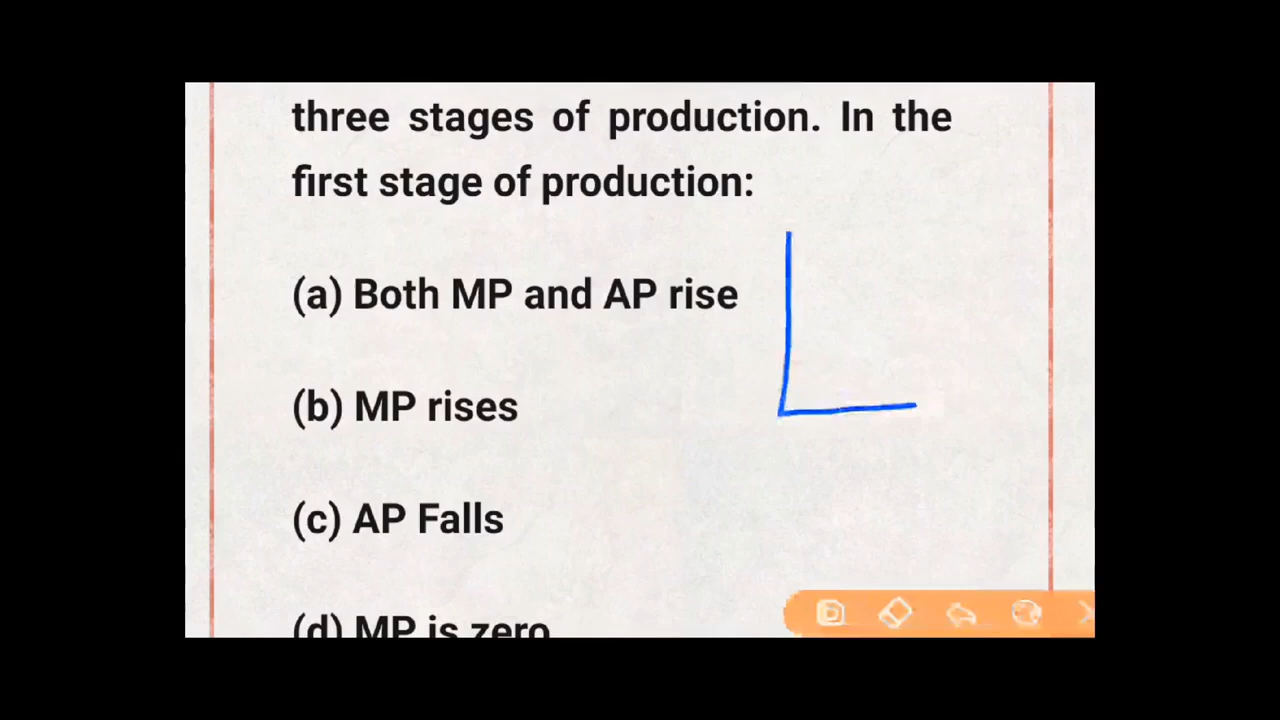 three stages of production. In the
first stage of production:
(a) Both MP and AP rise
(b) MP rises
(c) AP Falls
(d) MP is zero